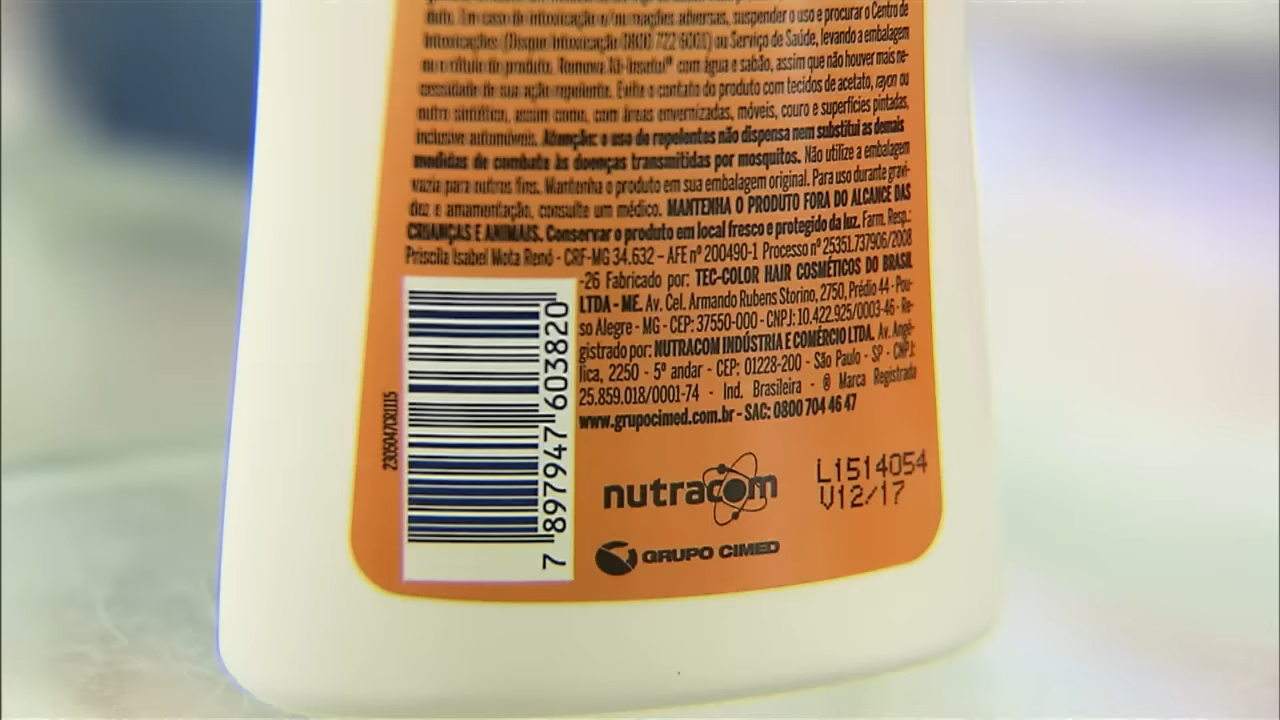 duto. Em caso de intoxicação e/ou reações adversas, suspender o uso e procurar o Centro de
Intoxicações (Disque Intoxicação 0800 722 6001) ou Serviço de Saúde, levando a embalagem
ou o rótulo do produto. Remova XÔ-Inseto!® com água e sabão, assim que não houver mais ne-
cessidade de sua ação repelente. Evite o contato do produto com tecidos de acetato, rayon ou
outro sintético, assim como, com áreas envernizadas, móveis, couro e superfícies pintadas,
inclusive automóveis. Atenção: o uso de repelentes não dispensa nem substitui as demais
medidas de combate às doenças transmitidas por mosquitos. Não utilize a embalagem
vazia para outros fins. Mantenha o produto em sua embalagem original. Para uso durante gravi-
dez e amamentação, consulte um médico. MANTENHA O PRODUTO FORA DO ALCANCE DAS
CRIANÇAS E ANIMAIS. Conservar o produto em local fresco e protegido da luz. Farm. Resp.:
Priscila Isabel Mota Renó - CRF-MG 34.632 – AFE nº 200490-1 Processo nº 25351.737906/2008
-26 Fabricado por: TEC-COLOR HAIR COSMÉTICOS DO BRASIL
LTDA - ME. Av. Cel. Armando Rubens Storino, 2750, Prédio 44 - Pou-
so Alegre - MG - CEP: 37550-000 - CNPJ: 10.422.925/0003-46 - Re-
gistrado por: NUTRACOM INDÚSTRIA E COMÉRCIO LTDA. Av. Angé-
lica, 2250 - 5º andar - CEP: 01228-200 - São Paulo - SP - CNPJ:
25.859.018/0001-74 - Ind. Brasileira - ® Marca Registrada
www.grupocimed.com.br - SAC: 0800 704 46 47
7 897947 603820
2305047CR1115
nutracom
L1514054
V12/17
GRUPO CIMED